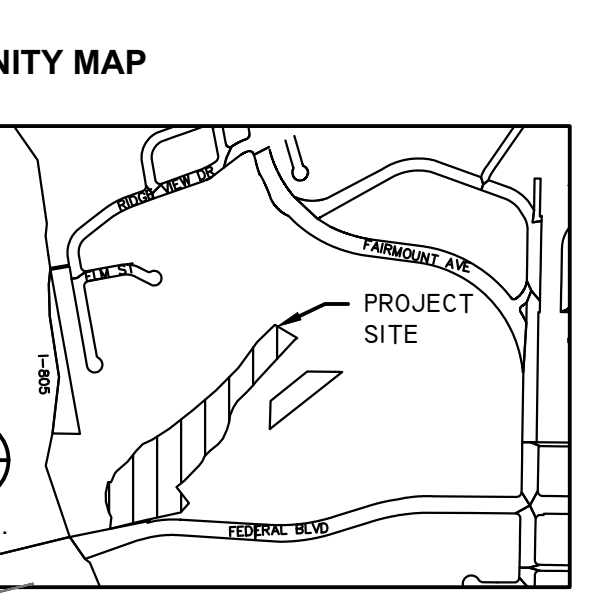 NITY MAP
RIDGE VIEW DR
FAIRMOUNT AVE
ELM ST
PROJECT
SITE
I-805
FEDERAL BLVD